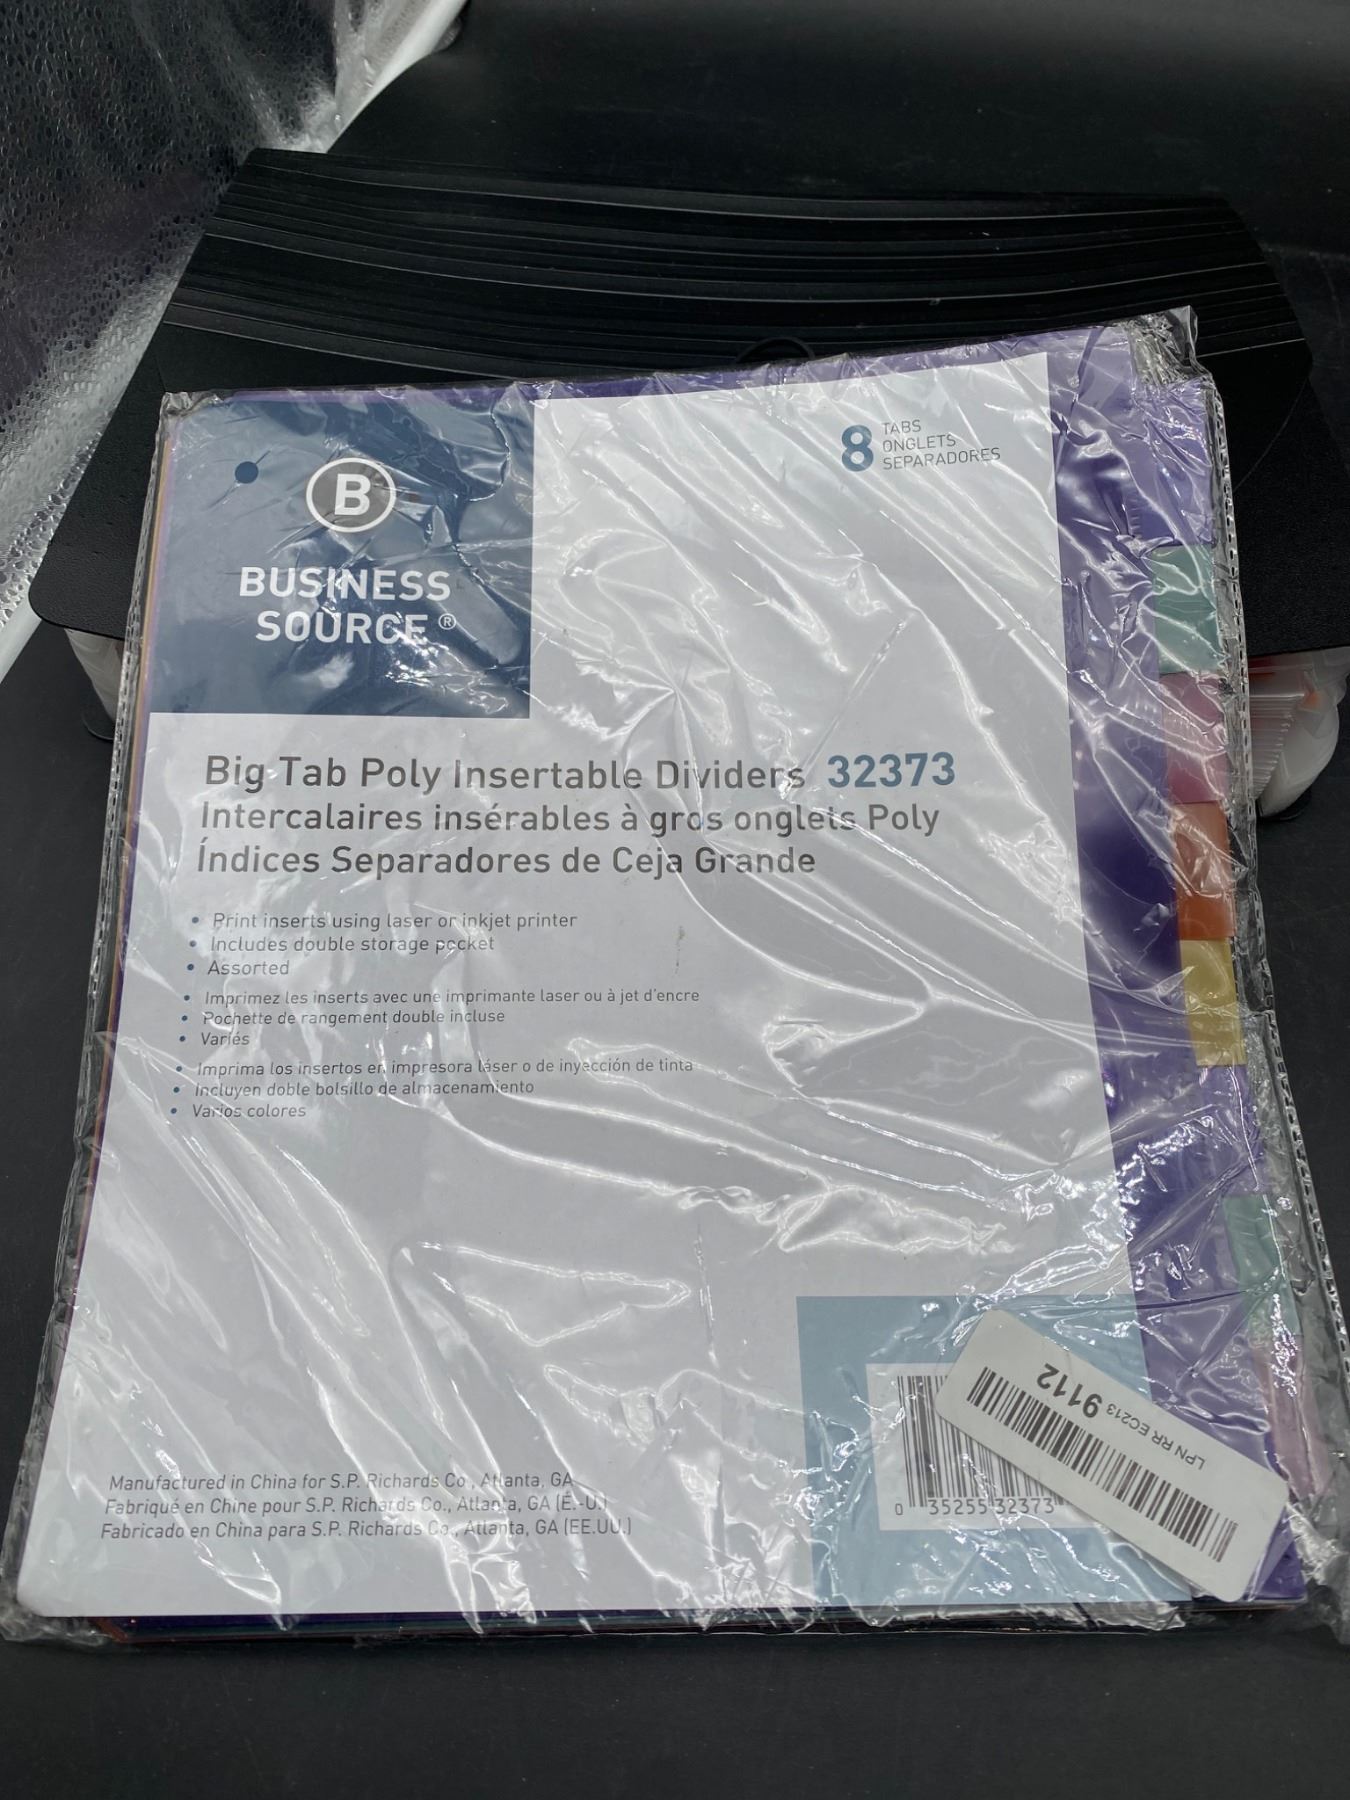 B
BUSINESS
SOURCE®
8
TABS
ONGLETS
SEPARADORES
Big Tab Poly Insertable Dividers 32373
Intercalaires insérables à gros onglets Poly
Índices Separadores de Ceja Grande
• Print inserts using laser or inkjet printer
• Includes double storage pocket
• Assorted
• Imprimez les inserts avec une imprimante laser ou à jet d'encre
• Pochette de rangement double incluse
• Variés
• Imprima los insertos en impresora láser o de inyección de tinta
• Incluyen doble bolsillo de almacenamiento
• Varios colores
Manufactured in China for S.P. Richards Co., Atlanta, GA
Fabriqué en Chine pour S.P. Richards Co., Atlanta, GA (É.-U.)
Fabricado en China para S.P. Richards Co., Atlanta, GA (EE.UU.)
0 35255 32373
LPN RR EC213 9112